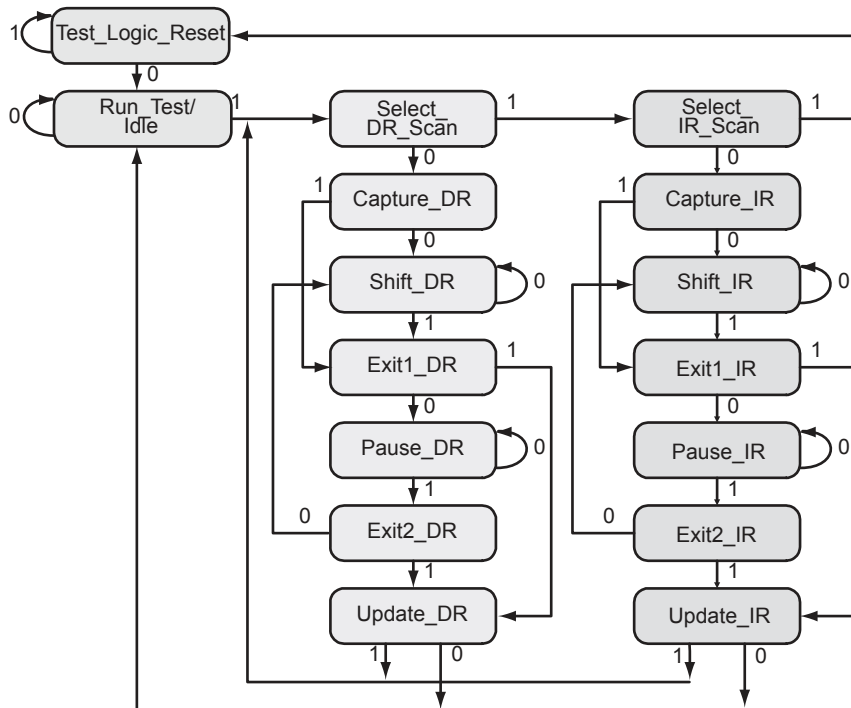 1
Test_Logic_Reset
0
0
Run_Test/
Idle
1
Select_
DR_Scan
1
Select_
IR_Scan
1
0
0
1
Capture_DR
1
Capture_IR
0
0
Shift_DR
0
Shift_IR
0
1
1
Exit1_DR
1
Exit1_IR
1
0
0
Pause_DR
0
Pause_IR
0
1
1
0
Exit2_DR
0
Exit2_IR
1
1
Update_DR
Update_IR
1
0
1
0